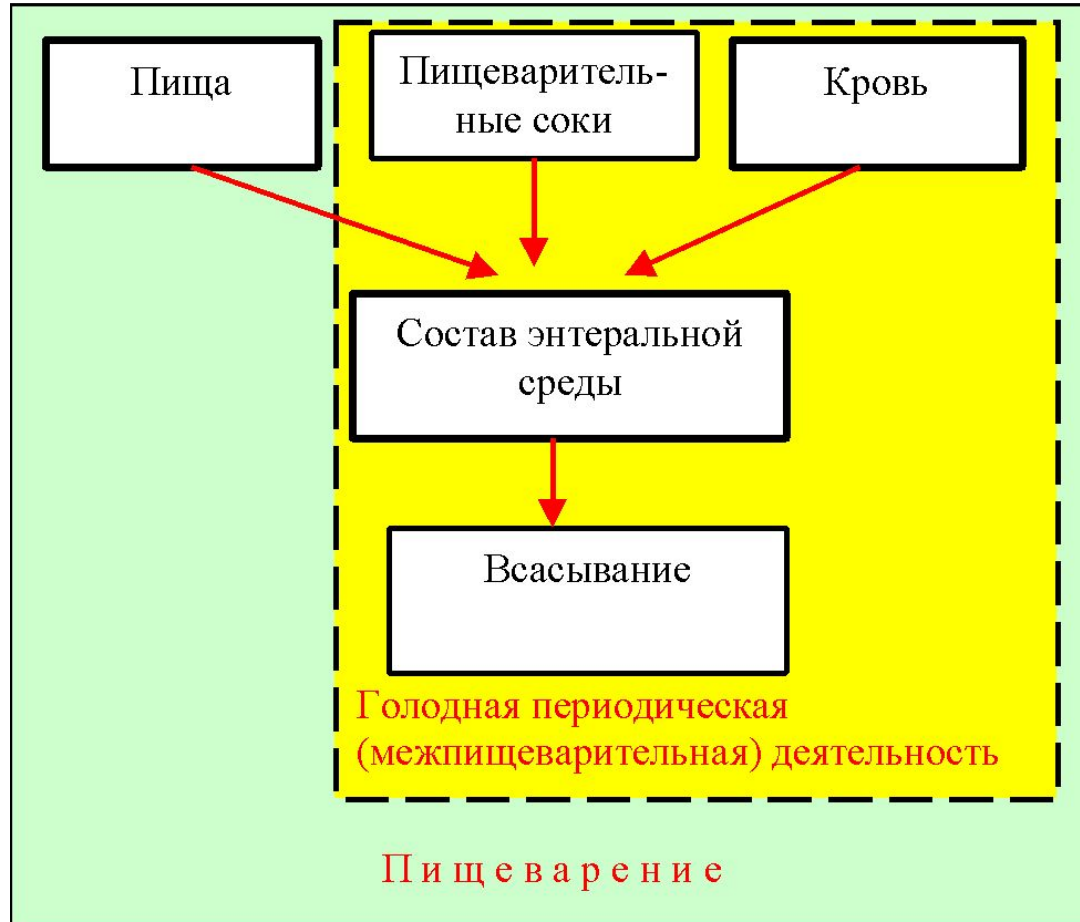 Пища
Пищеваритель-
ные соки
Кровь
Состав энтеральной
среды
Всасывание
Голодная периодическая
(межпищеварительная) деятельность
П и щ е в а р е н и е